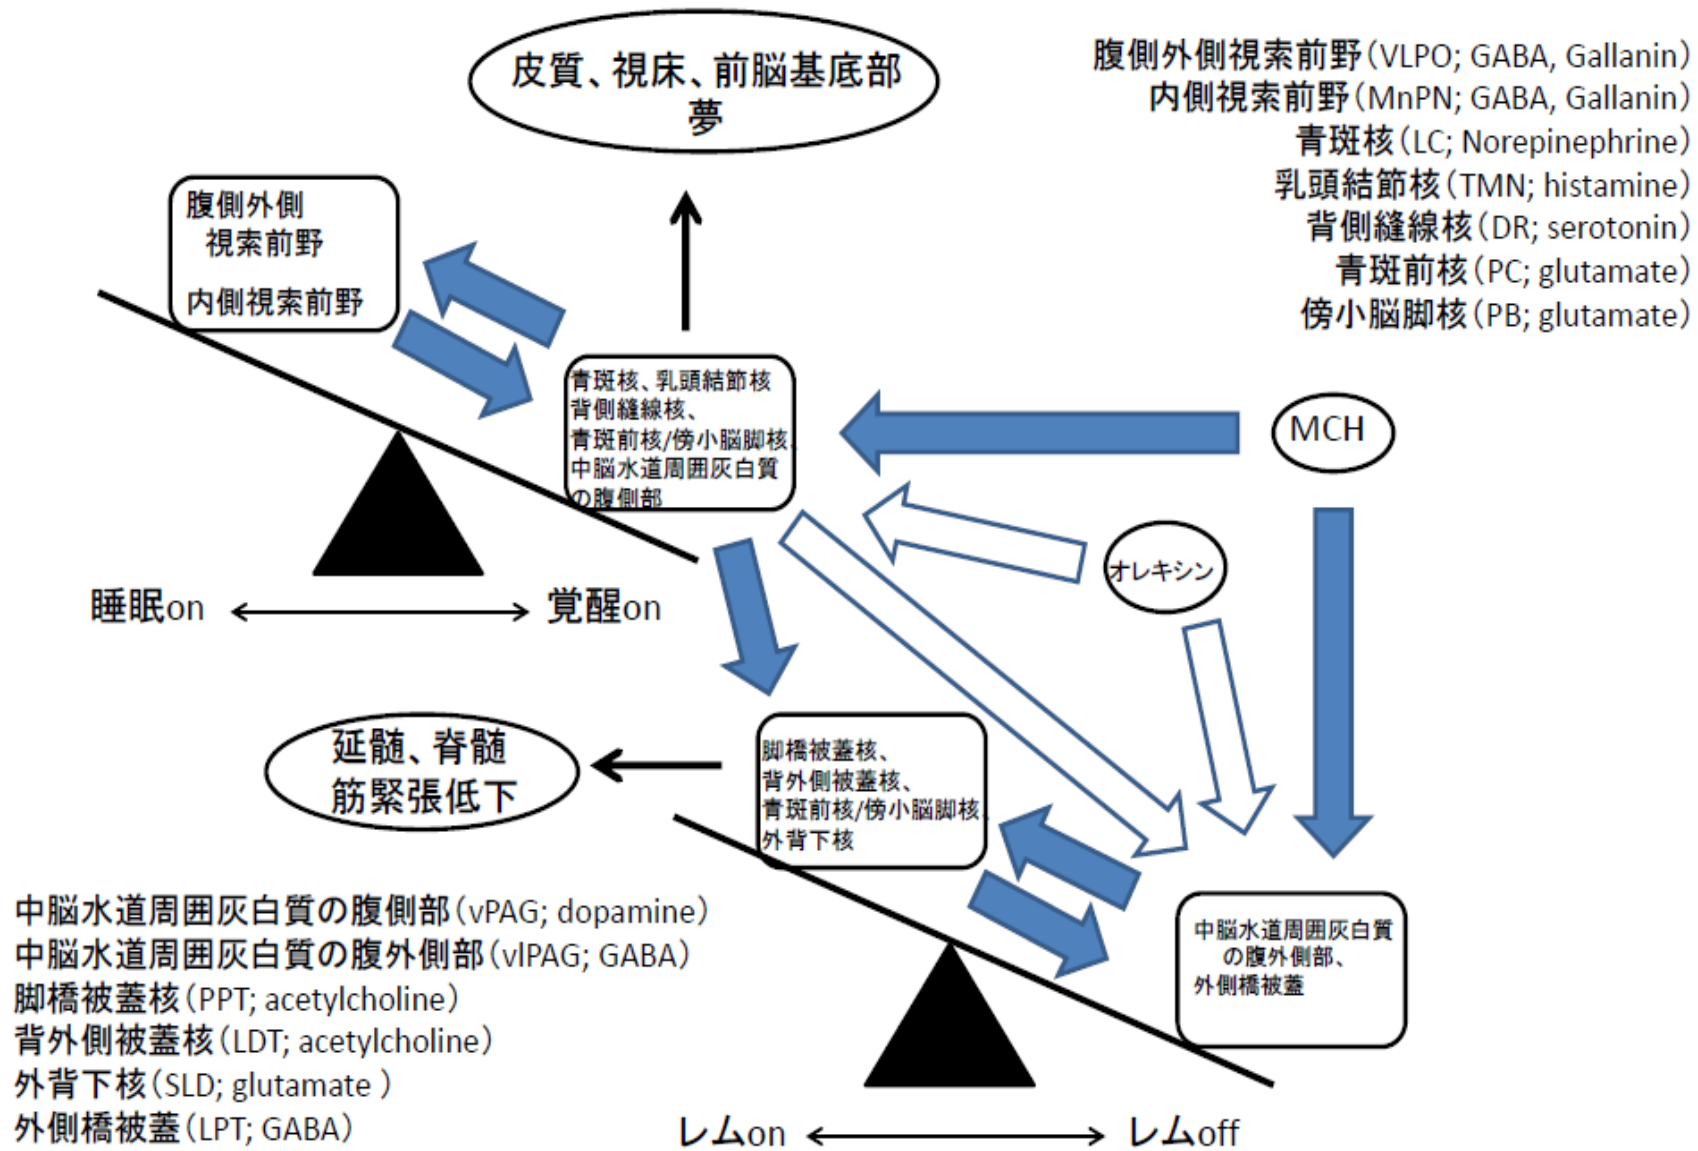 皮質、視床、前脳基底部
夢
腹側外側視索前野(VLPO; GABA, Gallanin)
内側視索前野(MnPN; GABA, Gallanin)
青斑核(LC; Norepinephrine)
乳頭結節核(TMN; histamine)
背側縫線核(DR; serotonin)
青斑前核(PC; glutamate)
傍小脳脚核(PB; glutamate)
腹側外側
視索前野
内側視索前野
青斑核、乳頭結節核
背側縫線核、
青斑前核/傍小脳脚核、
中脳水道周囲灰白質
の腹側部
MCH
オレキシン
睡眠on
覚醒on
延髄、脊髄
筋緊張低下
脚橋被蓋核、
背外側被蓋核、
青斑前核/傍小脳脚核、
外背下核
中脳水道周囲灰白質
の腹外側部、
外側橋被蓋
中脳水道周囲灰白質の腹側部(vPAG; dopamine)
中脳水道周囲灰白質の腹外側部(vlPAG; GABA)
脚橋被蓋核(PPT; acetylcholine)
背外側被蓋核(LDT; acetylcholine)
外背下核(SLD; glutamate )
外側橋被蓋(LPT; GABA)
レムon
レムoff